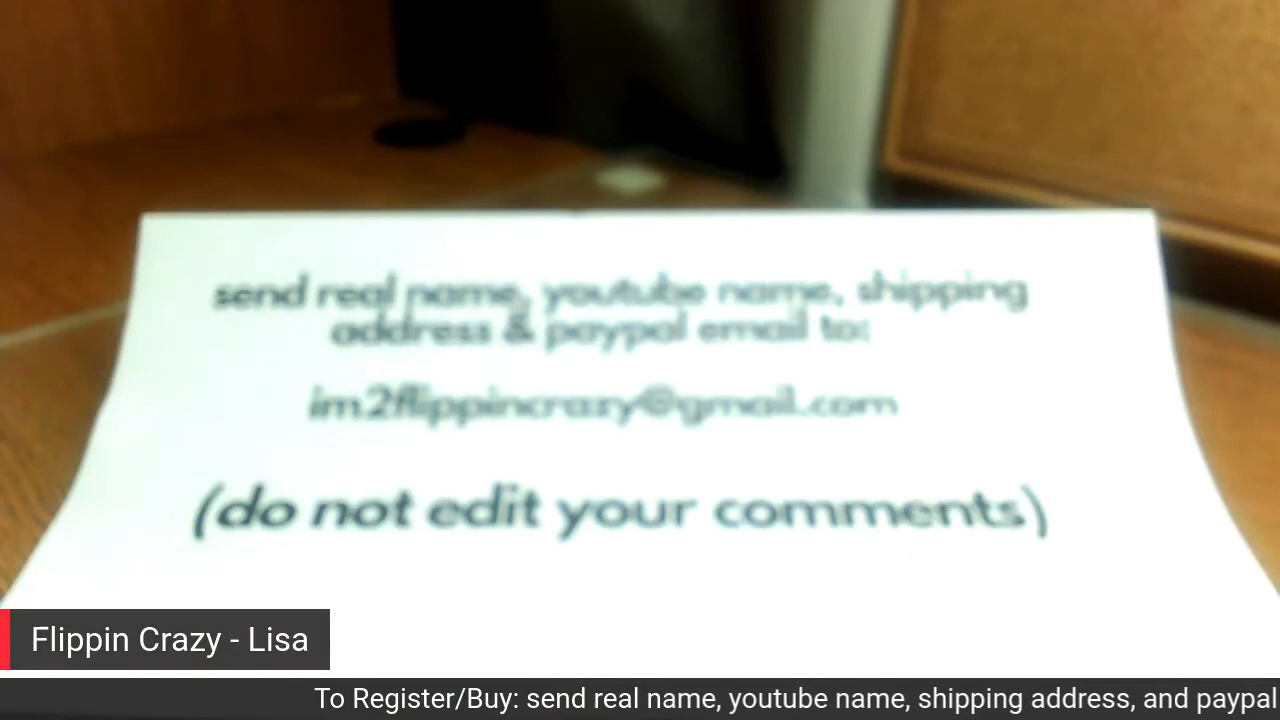 send real name, youtube name, shipping
address & paypal email to:
im2flippincrazy@gmail.com
(do not edit your comments)
Flippin Crazy - Lisa
To Register/Buy: send real name, youtube name, shipping address, and paypal